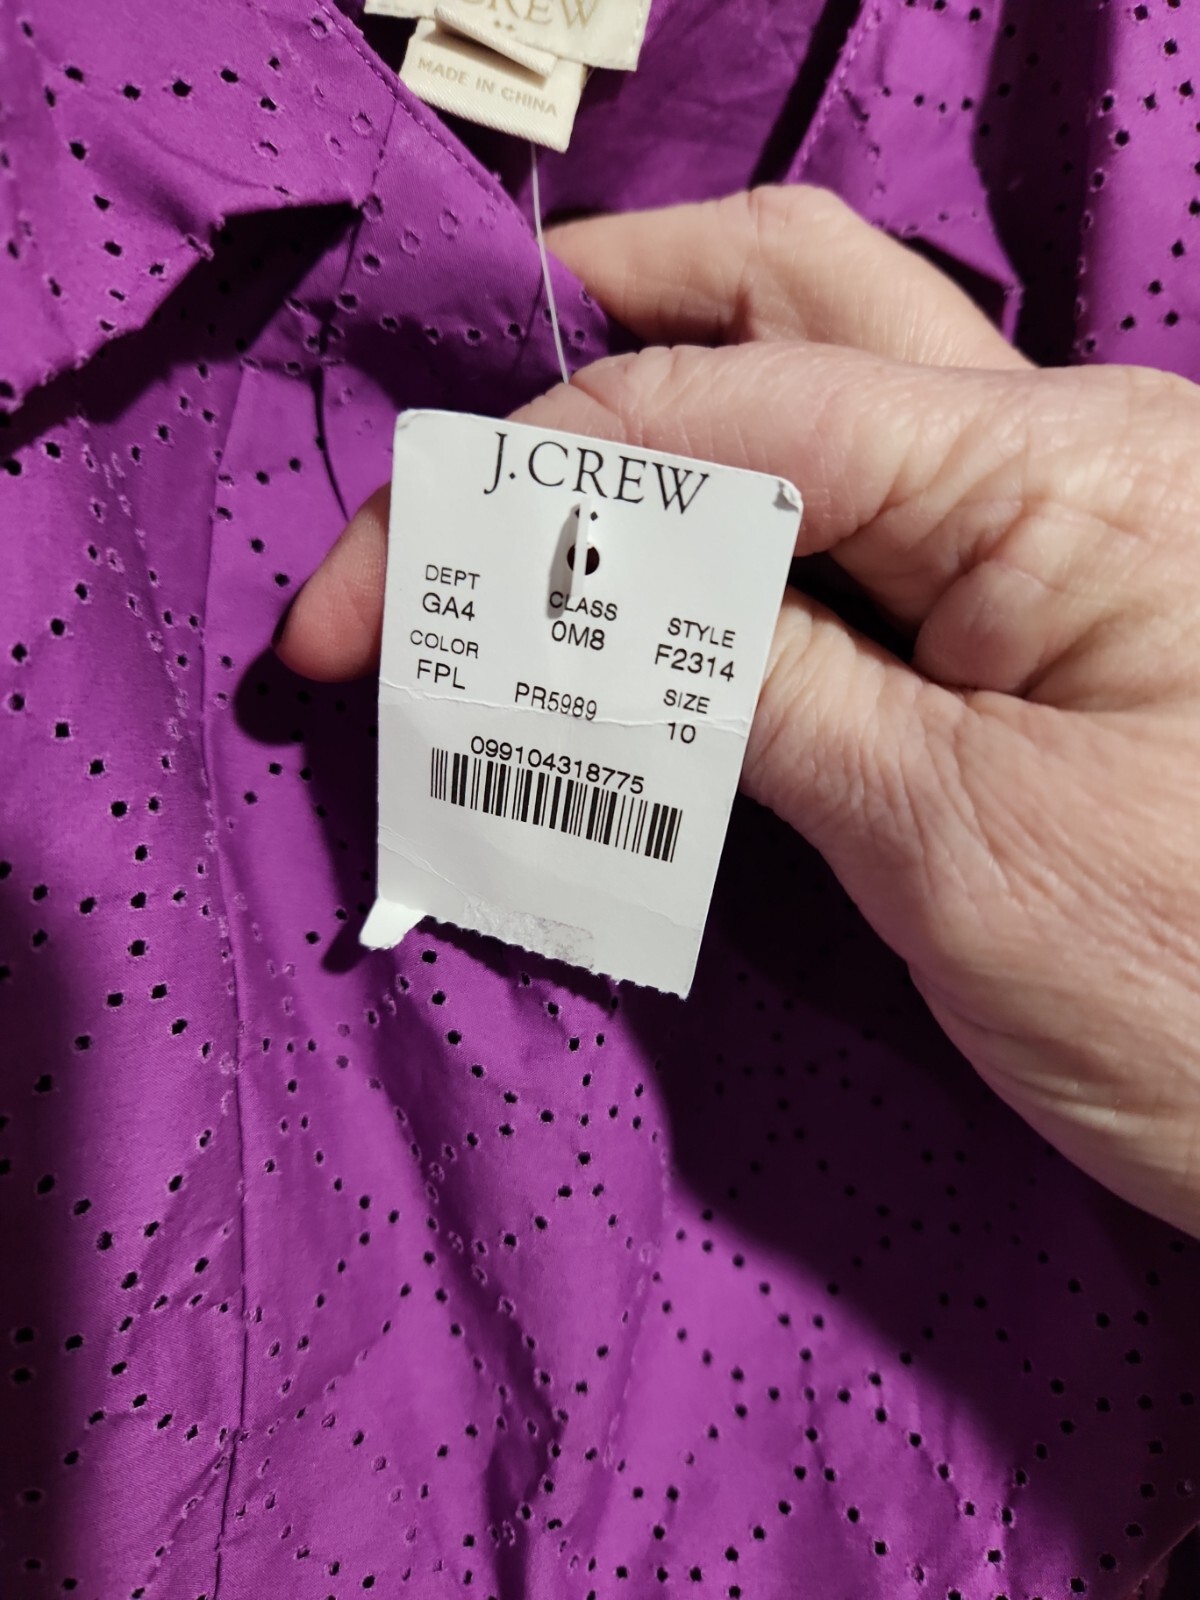 CREW
MADE IN CHINA
J.CREW
DEPT CLASS STYLE
GA4 0M8 F2314
COLOR SIZE
FPL PR5989 10
099104318775